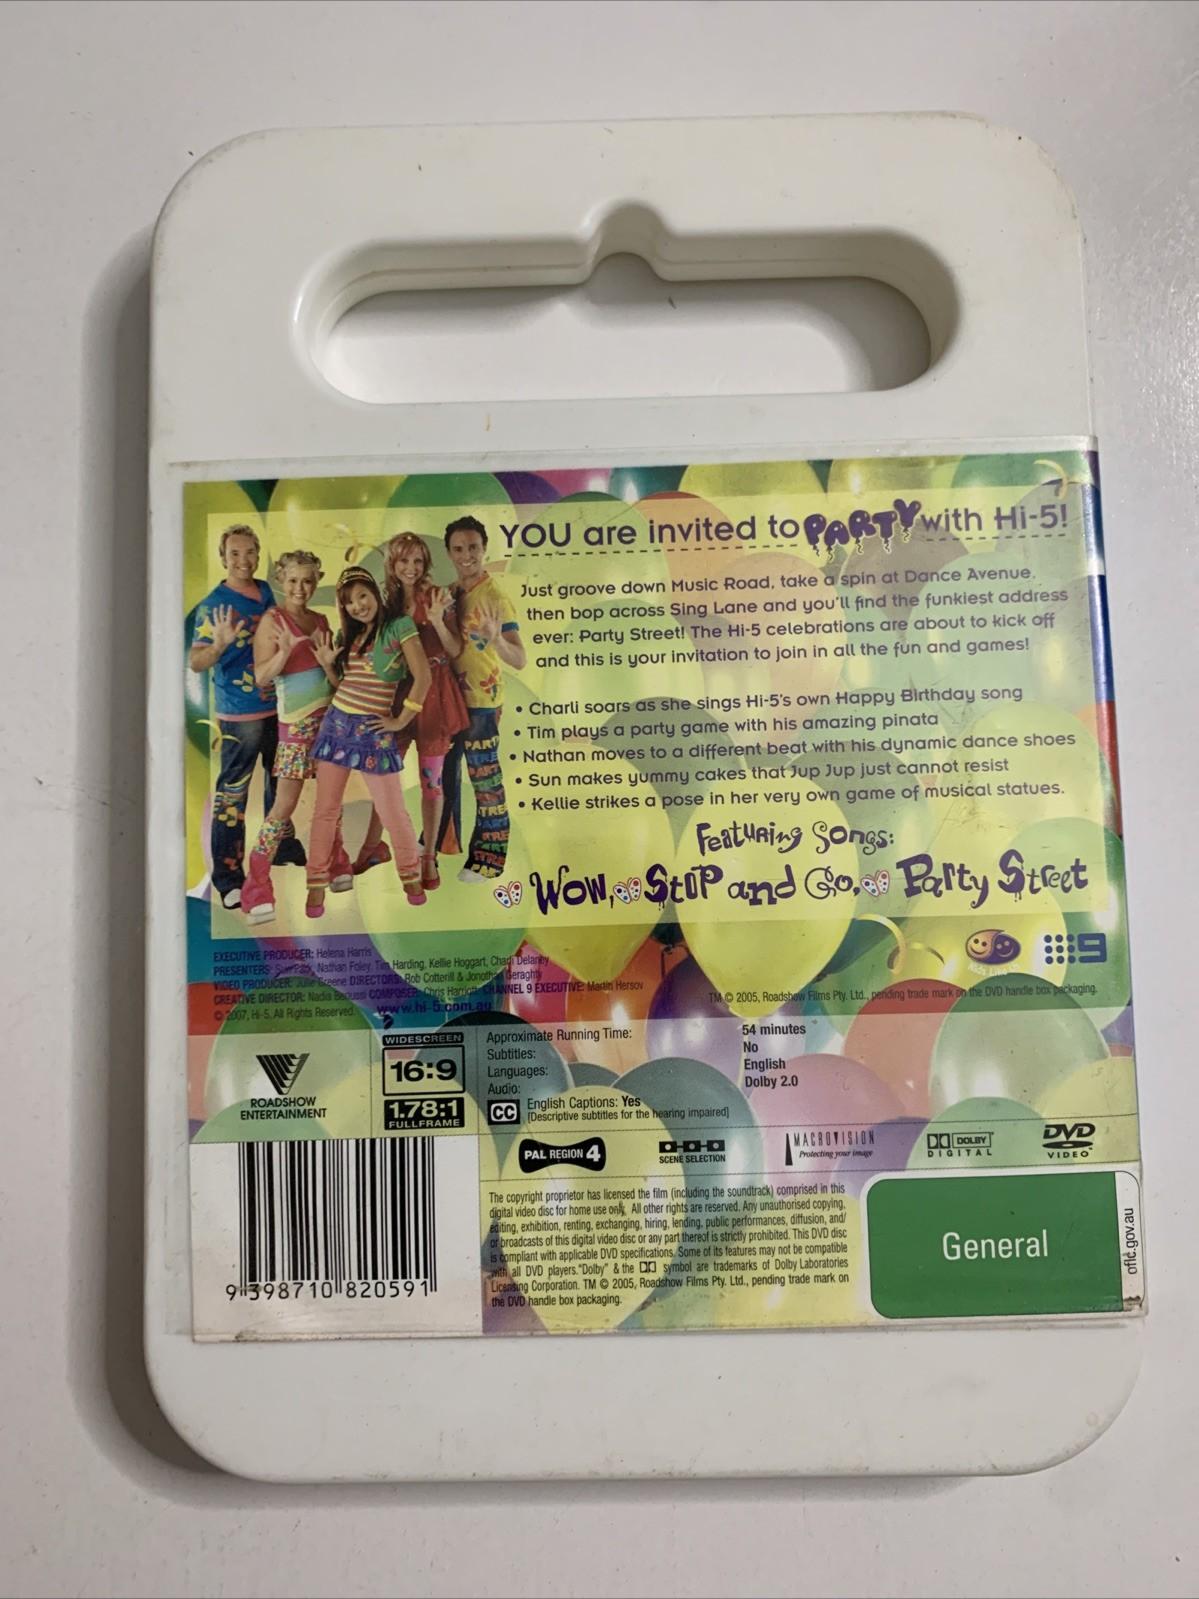 YOU are invited to PARTY with Hi-5!
Just groove down Music Road, take a spin at Dance Avenue,
then bop across Sing Lane and you'll find the funkiest address
ever: Party Street! The Hi-5 celebrations are about to kick off
and this is your invitation to join in all the fun and games!
• Charli soars as she sings Hi-5's own Happy Birthday song
• Tim plays a party game with his amazing pinata
• Nathan moves to a different beat with his dynamic dance shoes
• Sun makes yummy cakes that Jup Jup just cannot resist
• Kellie strikes a pose in her very own game of musical statues.
Featuring Songs:
Wow, Stop and Go, Party Street
EXECUTIVE PRODUCER: Helena Harris
PRESENTERS: Sun Park, Nathan Foley, Tim Harding, Kellie Hoggart, Charli Delaney
VIDEO PRODUCER: Julie Greene DIRECTORS: Rob Cotterill & Jonathan Geraghty
CREATIVE DIRECTOR: Nadia COMPOSER: Chris Harriott CHANNEL 9 EXECUTIVE: Martin Hersov
© 2007, Hi-5, All Rights Reserved. www.hi-5.com.au
Kids Like Us
9
TM © 2005, Roadshow Films Pty. Ltd., pending trade mark on the DVD handle box packaging.
ROADSHOW
ENTERTAINMENT
WIDESCREEN
16:9
1.78:1
FULLFRAME
Approximate Running Time: 54 minutes
Subtitles: No
Languages: English
Audio: Dolby 2.0
CC English Captions: Yes
[Descriptive subtitles for the hearing impaired]
PAL REGION 4
SCENE SELECTION
MACROVISION
Protecting your image
DOLBY
DIGITAL
DVD
VIDEO
The copyright proprietor has licensed the film (including the soundtrack) comprised in this
digital video disc for home use only. All other rights are reserved. Any unauthorised copying,
editing, exhibition, renting, exchanging, hiring, lending, public performances, diffusion, and/
or broadcasts of this digital video disc or any part thereof is strictly prohibited. This DVD disc
is compliant with applicable DVD specifications. Some of its features may not be compatible
with all DVD players. "Dolby" & the symbol are trademarks of Dolby Laboratories
Licensing Corporation. TM © 2005, Roadshow Films Pty. Ltd., pending trade mark on
the DVD handle box packaging.
General
oflc.gov.au
9 398710 820591